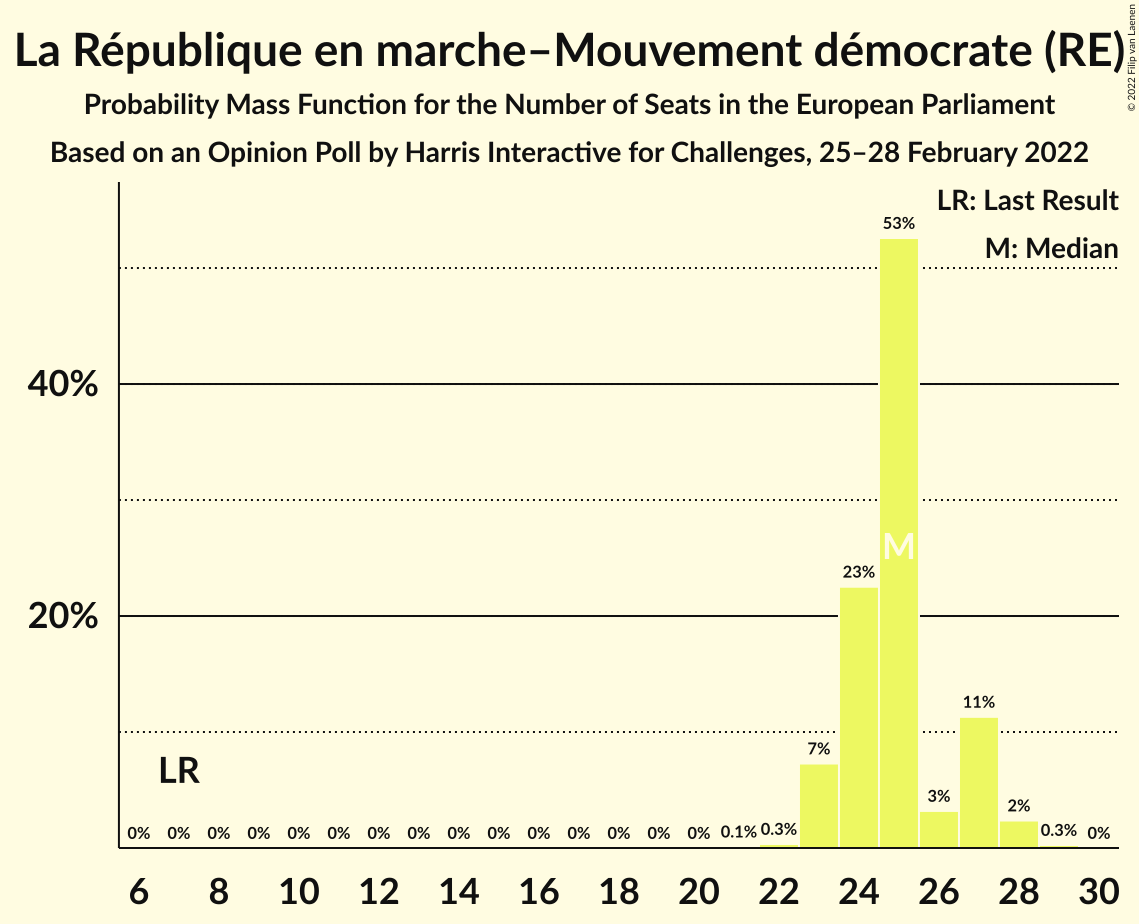 La République en marche–Mouvement démocrate (RE)
© 2022 Filip van Laenen
Probability Mass Function for the Number of Seats in the European Parliament
Based on an Opinion Poll by Harris Interactive for Challenges, 25–28 February 2022
LR: Last Result
M: Median
53%
40%
M
23%
20%
11%
7%
LR
3%
2%
0% 0% 0% 0% 0% 0% 0% 0% 0% 0% 0% 0% 0% 0% 0% 0.1% 0.3% 0.3% 0%
6 8 10 12 14 16 18 20 22 24 26 28 30